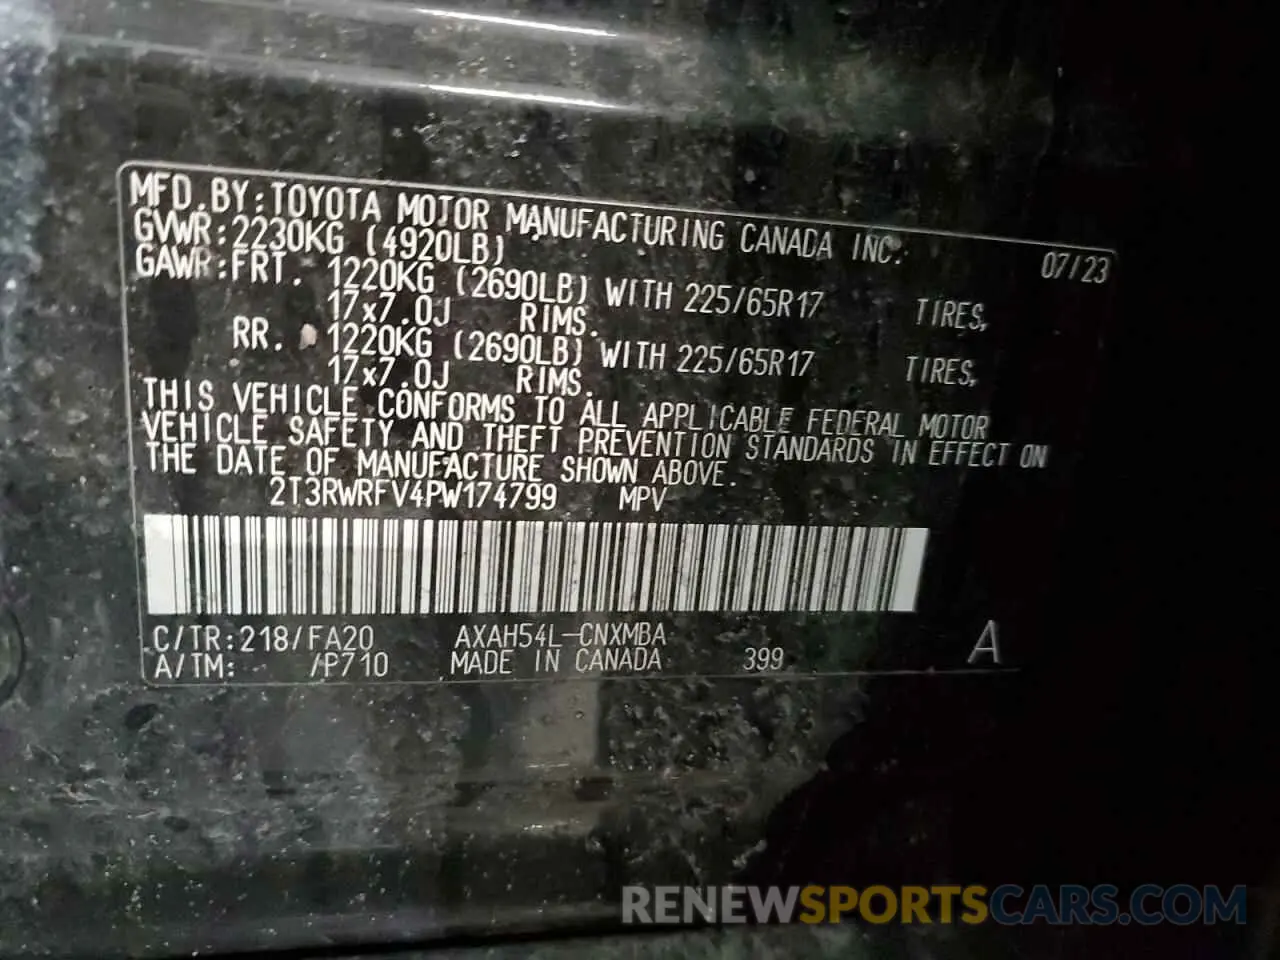 MFD. BY: TOYOTA MOTOR MANUFACTURING CANADA INC. 07/23
GVWR: 2230KG (4920LB)
GAWR: FRT. 1220KG (2690LB) WITH 225/65R17 TIRES,
17x7.0J RIMS.
RR. 1220KG (2690LB) WITH 225/65R17 TIRES,
17x7.0J RIMS.
THIS VEHICLE CONFORMS TO ALL APPLICABLE FEDERAL MOTOR
VEHICLE SAFETY AND THEFT PREVENTION STANDARDS IN EFFECT ON
THE DATE OF MANUFACTURE SHOWN ABOVE.
2T3RWRFV4PW174799 MPV
C/TR: 218/FA20 AXAH54L-CNXMBA
A/TM: /P710 MADE IN CANADA 399 A
RENEWSPORTSCARS.COM